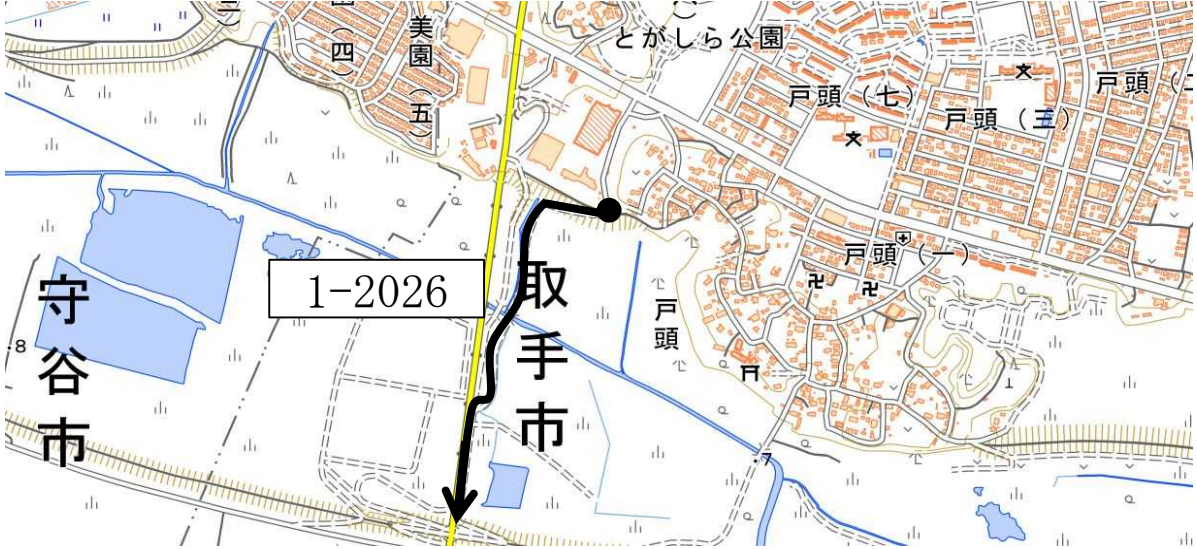 美園(五)
(四)
とがしら公園
戸頭(七)
戸頭(三)
戸頭
戸頭(一)
戸頭
1-2026
取手市
守谷市
.8
.7